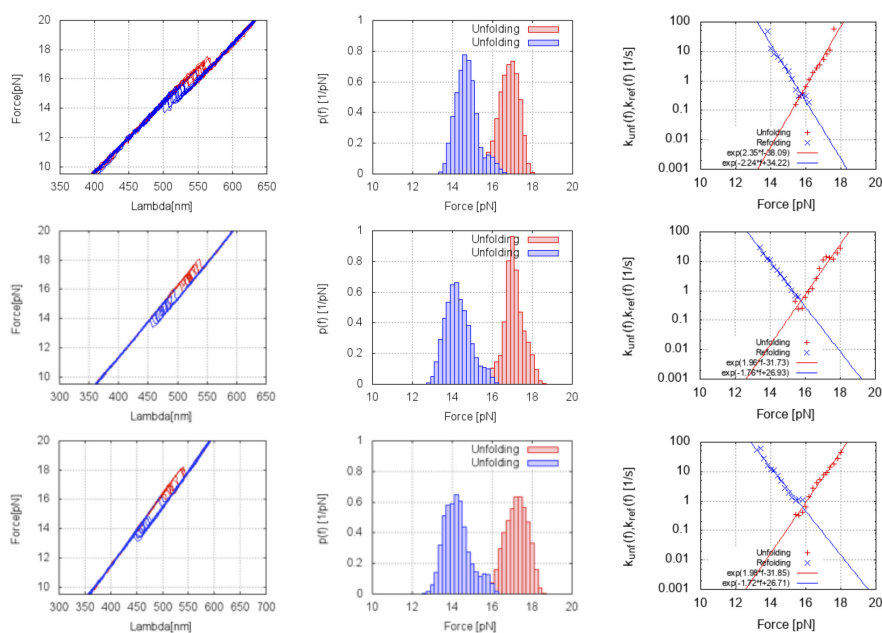 20
18
16
14
12
10
Force[pN]
350 400 450 500 550 600 650
Lambda[nm]
1
0.8
0.6
0.4
0.2
0
p(f) [1/pN]
Unfolding
Unfolding
10 12 14 16 18 20
Force [pN]
100
10
1
0.1
0.01
0.001
kunf(f),kref(f) [1/s]
Unfolding
Refolding
exp(2.35*f-38.09)
exp(-2.24*f+34.22)
10 12 14 16 18 20
Force [pN]
20
18
16
14
12
10
Force[pN]
300 350 400 450 500 550 600 650
Lambda[nm]
1
0.8
0.6
0.4
0.2
0
p(f) [1/pN]
Unfolding
Unfolding
10 12 14 16 18 20
Force [pN]
100
10
1
0.1
0.01
0.001
kunf(f),kref(f) [1/s]
Unfolding
Refolding
exp(1.96*f-31.73)
exp(-1.76*f+26.93)
10 12 14 16 18 20
Force [pN]
20
18
16
14
12
10
Force[pN]
300 350 400 450 500 550 600 650 700
Lambda[nm]
1
0.8
0.6
0.4
0.2
0
p(f) [1/pN]
Unfolding
Unfolding
10 12 14 16 18 20
Force [pN]
100
10
1
0.1
0.01
0.001
kunf(f),kref(f) [1/s]
Unfolding
Refolding
exp(1.98*f-31.85)
exp(-1.72*f+26.71)
10 12 14 16 18 20
Force [pN]